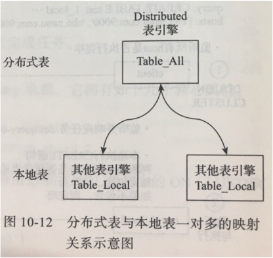 Distributed
表引擎
分布式表
Table_All
本地表
其他表引擎
Table_Local
其他表引擎
Table_Local
图 10-12 分布式表与本地表一对多的映射
关系示意图